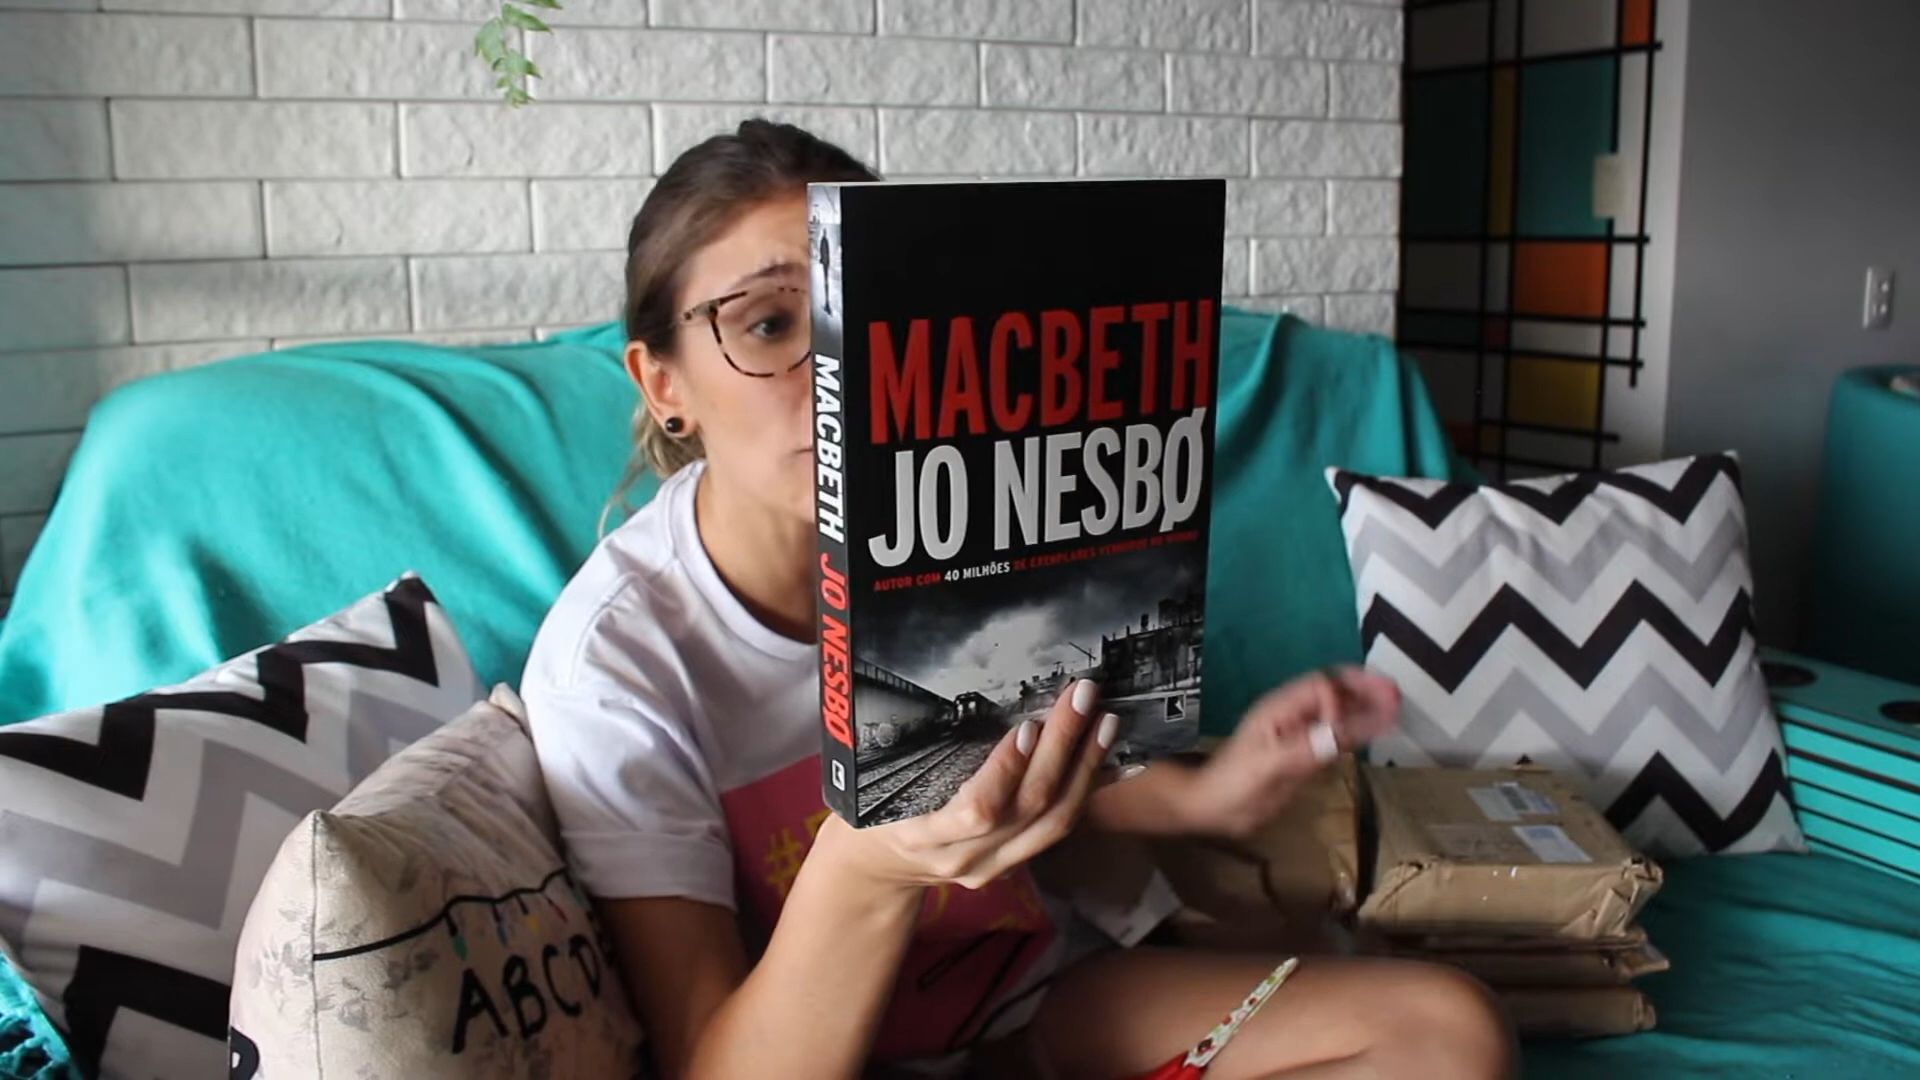 MACBETH
JO NESBØ
AUTOR COM 40 MILHÕES DE EXEMPLARES VENDIDOS NO MUNDO
MACBETH JO NESBØ
ABCD